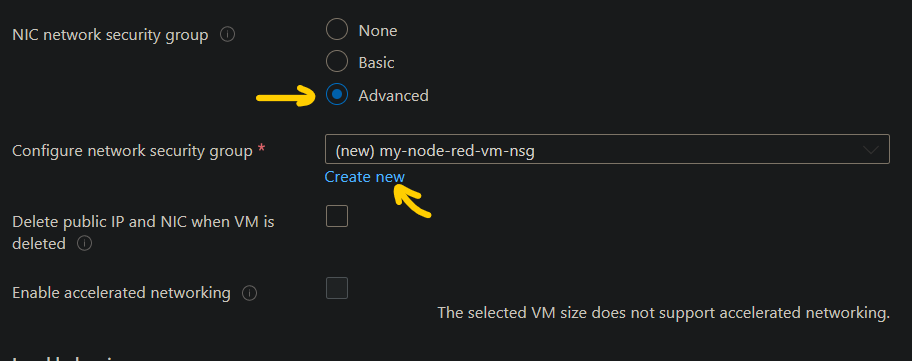 NIC network security group
None
Basic
Advanced
Configure network security group *
(new) my-node-red-vm-nsg
Create new
Delete public IP and NIC when VM is
deleted
Enable accelerated networking
The selected VM size does not support accelerated networking.